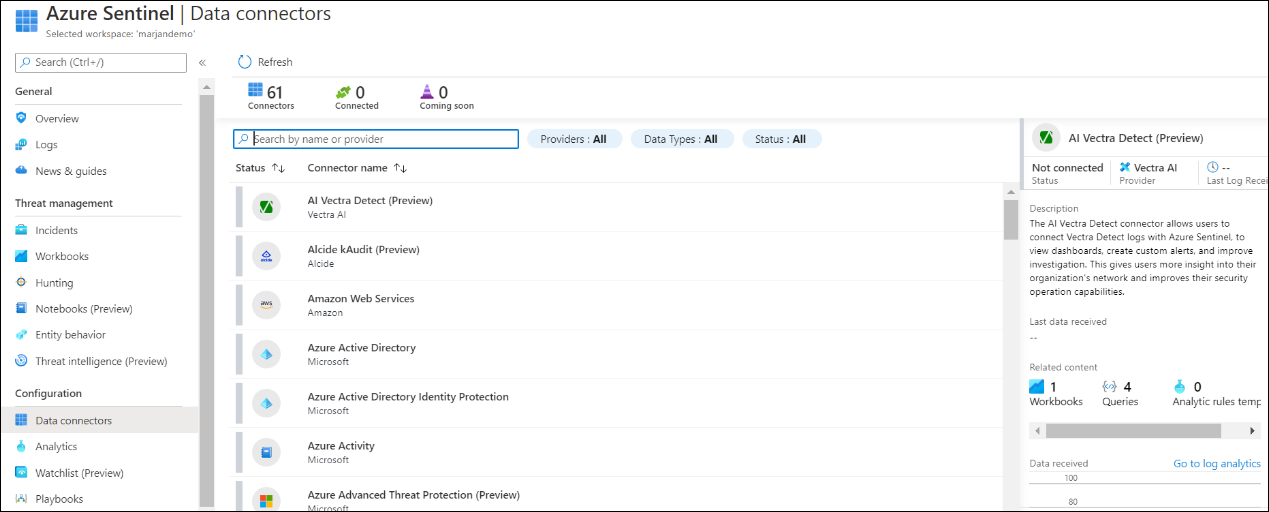 Azure Sentinel | Data connectors
Selected workspace: 'marjandemo'
Search (Ctrl+/)
«
General
Overview
Logs
News & guides
Threat management
Incidents
Workbooks
Hunting
Notebooks (Preview)
Entity behavior
Threat intelligence (Preview)
Configuration
Data connectors
Analytics
Watchlist (Preview)
Playbooks
Refresh
61
Connectors
0
Connected
0
Coming soon
Search by name or provider
Providers : All
Data Types : All
Status : All
Status ↑↓ Connector name ↑↓
AI Vectra Detect (Preview)
Vectra AI
Alcide kAudit (Preview)
Alcide
aws
Amazon Web Services
Amazon
Azure Active Directory
Microsoft
Azure Active Directory Identity Protection
Microsoft
Azure Activity
Microsoft
Azure Advanced Threat Protection (Preview)
AI Vectra Detect (Preview)
Not connected
Status
Vectra AI
Provider
--
Last Log Recei
Description
The AI Vectra Detect connector allows users to
connect Vectra Detect logs with Azure Sentinel, to
view dashboards, create custom alerts, and improve
investigation. This gives users more insight into their
organization's network and improves their security
operation capabilities.
Last data received
--
Related content
1
Workbooks
4
Queries
0
Analytic rules temp
Data received Go to log analytics
100
80